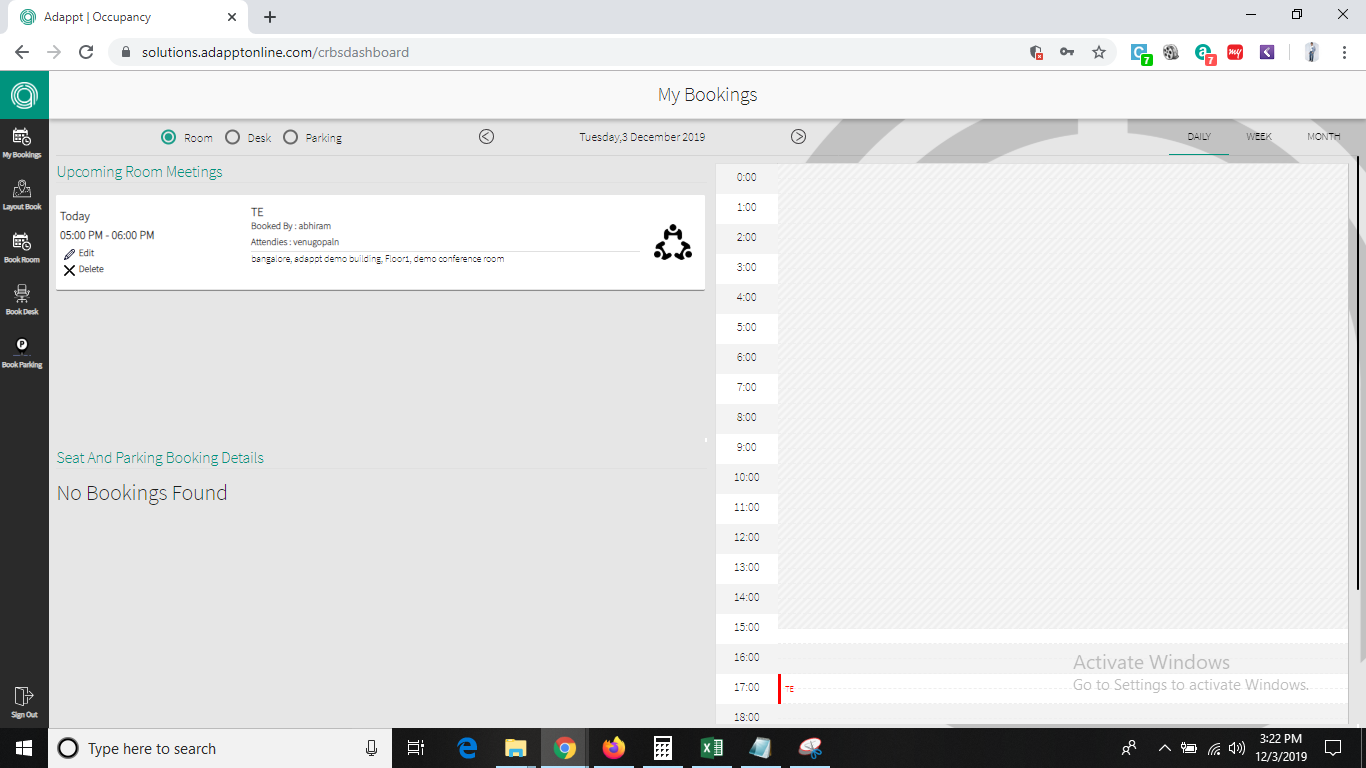 Adappt | Occupancy
solutions.adapptonline.com/crbsdashboard
7
7
my
My Bookings
My Bookings
Layout Book
Book Room
Book Desk
P
Book Parking
Sign Out
Room
Desk
Parking
Tuesday,3 December 2019
DAILY
WEEK
MONTH
Upcoming Room Meetings
Today
05:00 PM - 06:00 PM
Edit
Delete
TE
Booked By : abhiram
Attendies : venugopaln
bangalore, adappt demo building, Floor1, demo conference room
Seat And Parking Booking Details
No Bookings Found
0:00
1:00
2:00
3:00
4:00
5:00
6:00
7:00
8:00
9:00
10:00
11:00
12:00
13:00
14:00
15:00
16:00
17:00
TE
18:00
Activate Windows
Go to Settings to activate Windows.
Type here to search
3:22 PM
12/3/2019